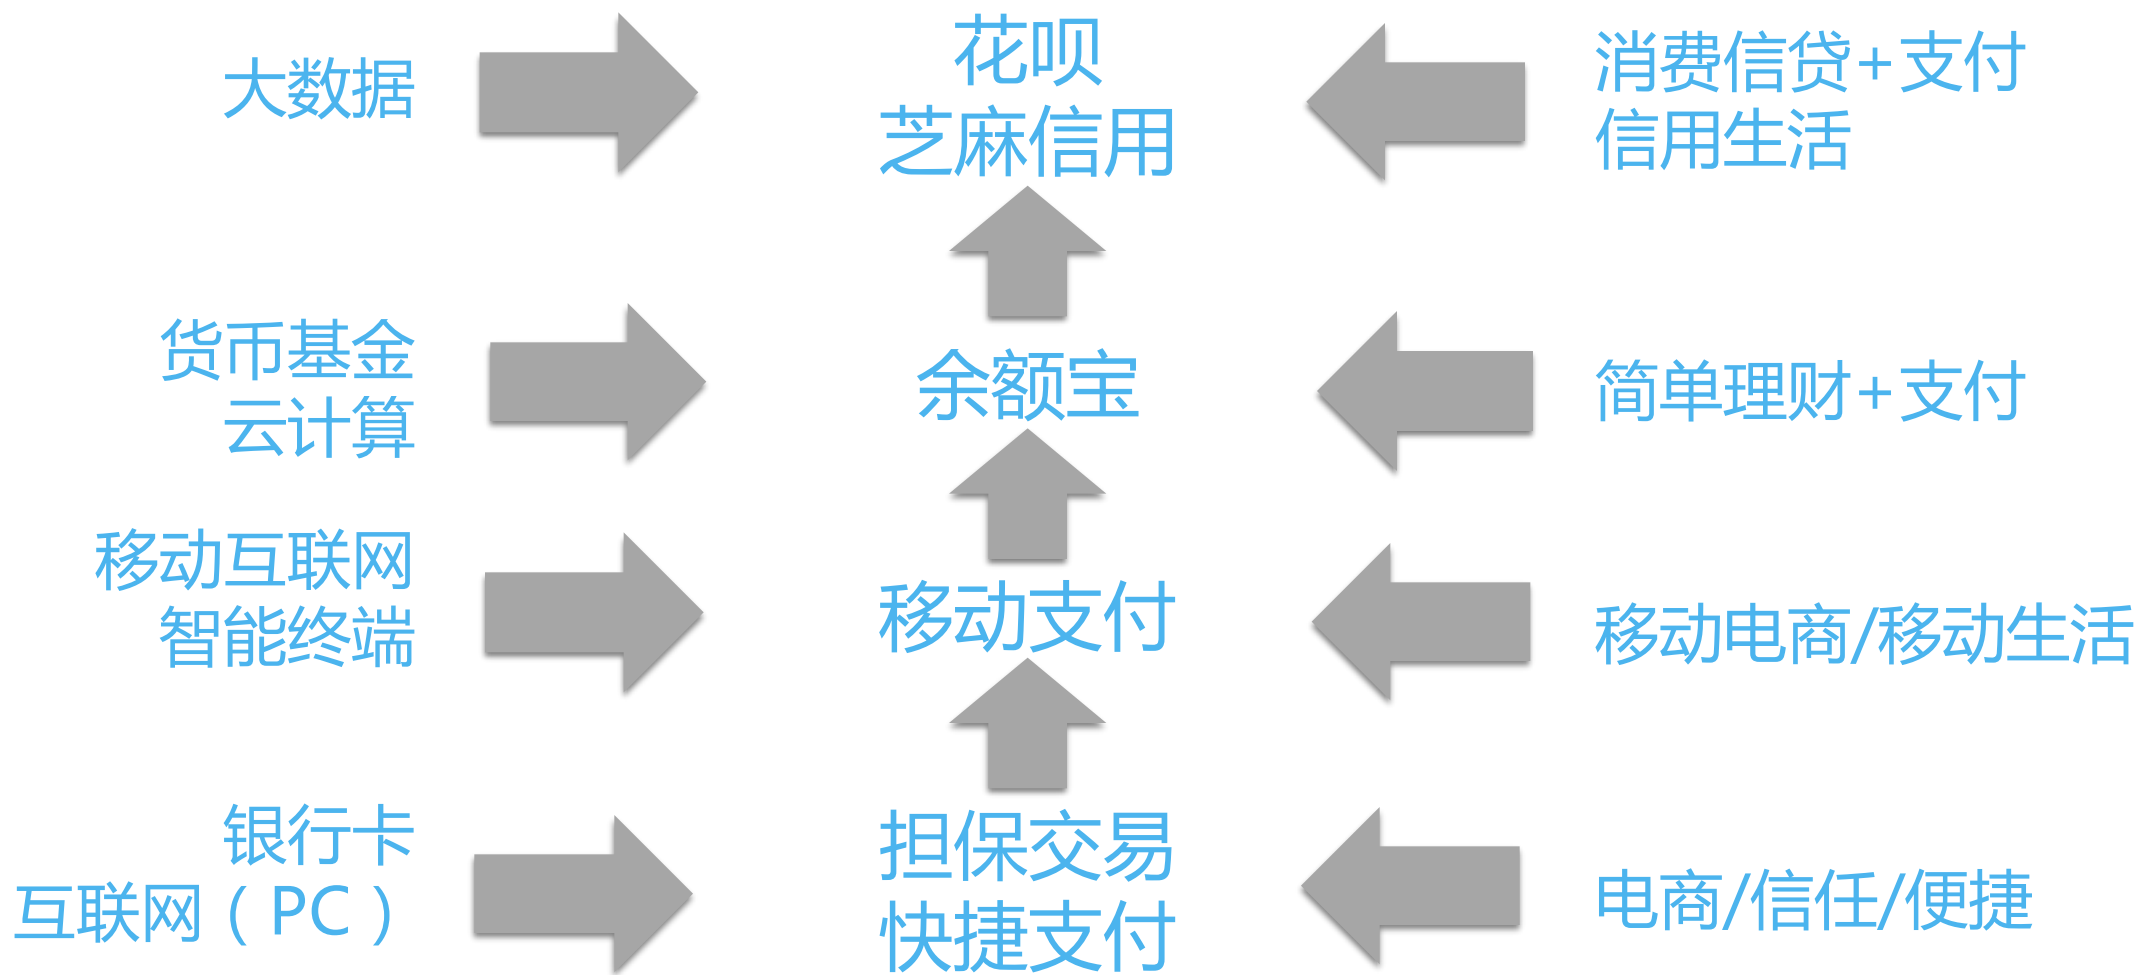 大数据
花呗
芝麻信用
消费信贷+支付
信用生活
货币基金
云计算
余额宝
简单理财+支付
移动互联网
智能终端
移动支付
移动电商/移动生活
银行卡
互联网（PC）
担保交易
快捷支付
电商/信任/便捷